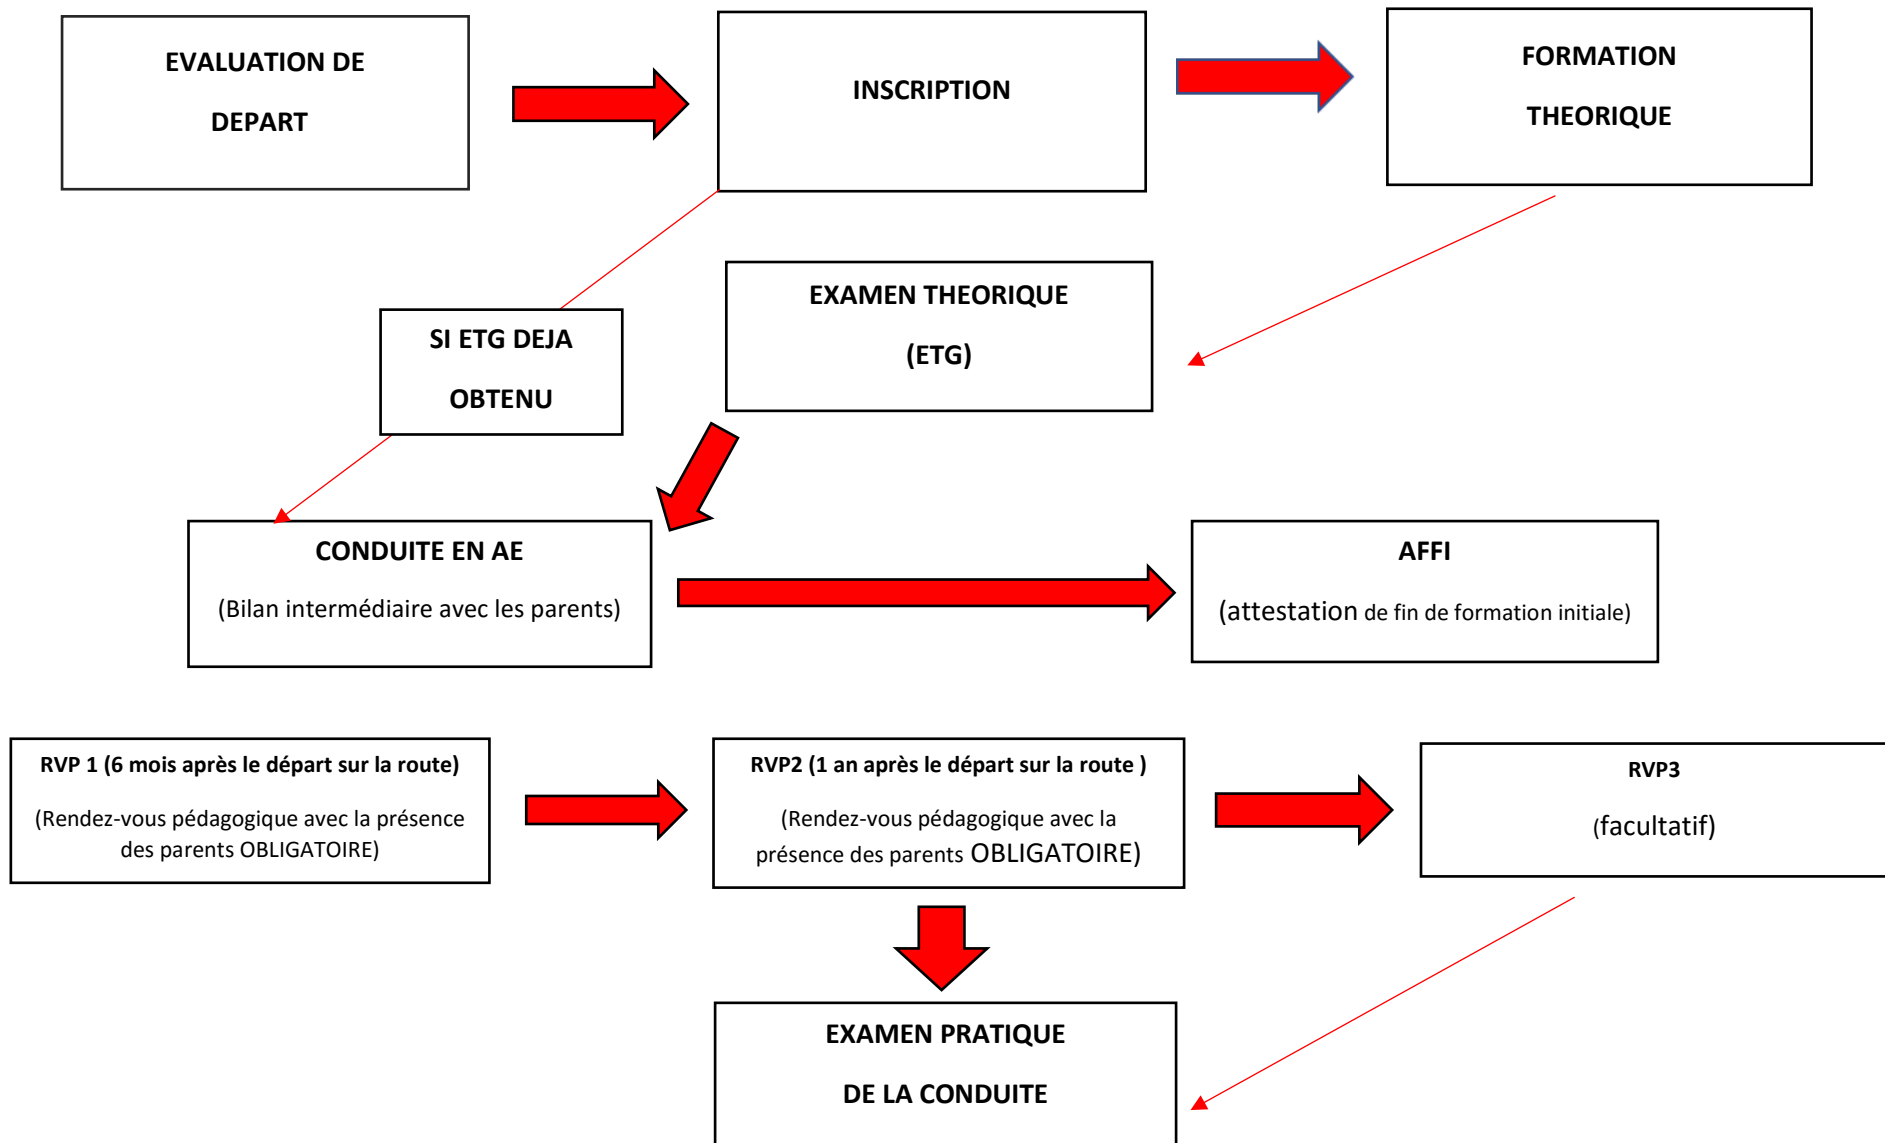 EVALUATION DE
DEPART
INSCRIPTION
FORMATION
THEORIQUE
EXAMEN THEORIQUE
(ETG)
SI ETG DEJA
OBTENU
CONDUITE EN AE
(Bilan intermédiaire avec les parents)
AFFI
(attestation de fin de formation initiale)
RVP 1 (6 mois après le départ sur la route)
(Rendez-vous pédagogique avec la présence
des parents OBLIGATOIRE)
RVP2 (1 an après le départ sur la route )
(Rendez-vous pédagogique avec la
présence des parents OBLIGATOIRE)
RVP3
(facultatif)
EXAMEN PRATIQUE
DE LA CONDUITE